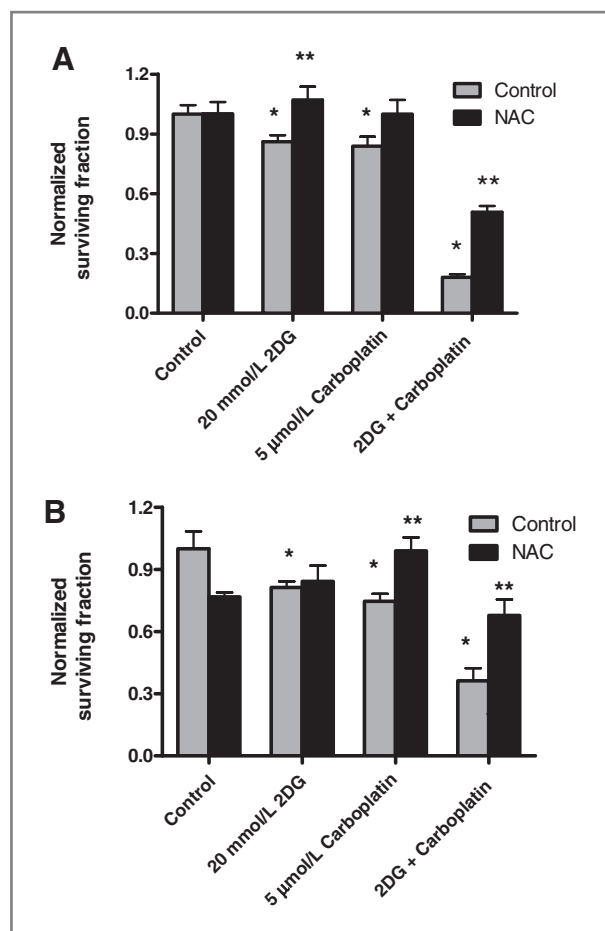 A
Normalized
surviving fraction
1.2
0.9
0.6
0.3
0.0
*
**
*
*
**
Control
NAC
Control
20 mmol/L 2DG
5 µmol/L Carboplatin
2DG + Carboplatin
B
Normalized
surviving fraction
1.2
0.9
0.6
0.3
0.0
*
*
**
*
**
Control
NAC
Control
20 mmol/L 2DG
5 µmol/L Carboplatin
2DG + Carboplatin